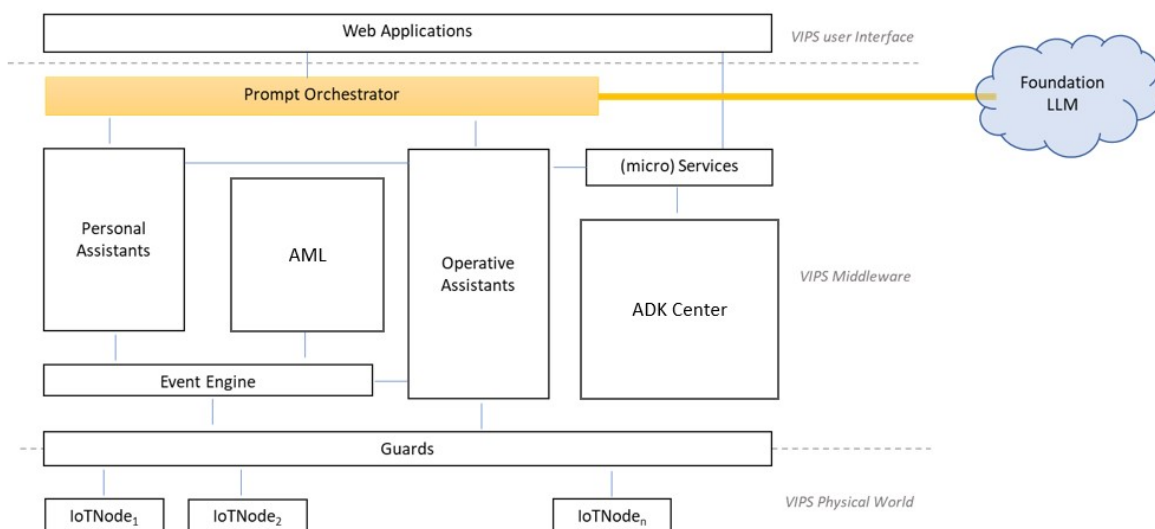 Web Applications
VIPS user Interface
Prompt Orchestrator
Foundation
LLM
(micro) Services
Personal
Assistants
AML
Operative
Assistants
VIPS Middleware
ADK Center
Event Engine
Guards
IoTNode₁
IoTNode₂
IoTNodeₙ
VIPS Physical World